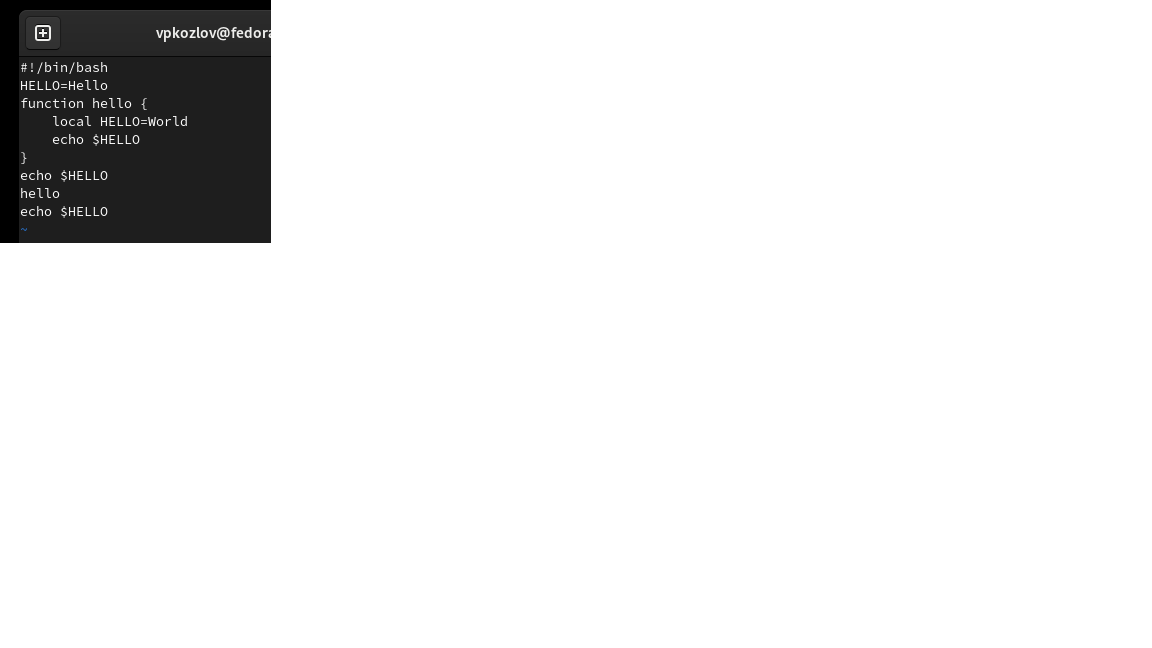 vpkozlov@fedora
#!/bin/bash
HELLO=Hello
function hello {
    local HELLO=World
    echo $HELLO
}
echo $HELLO
hello
echo $HELLO
~